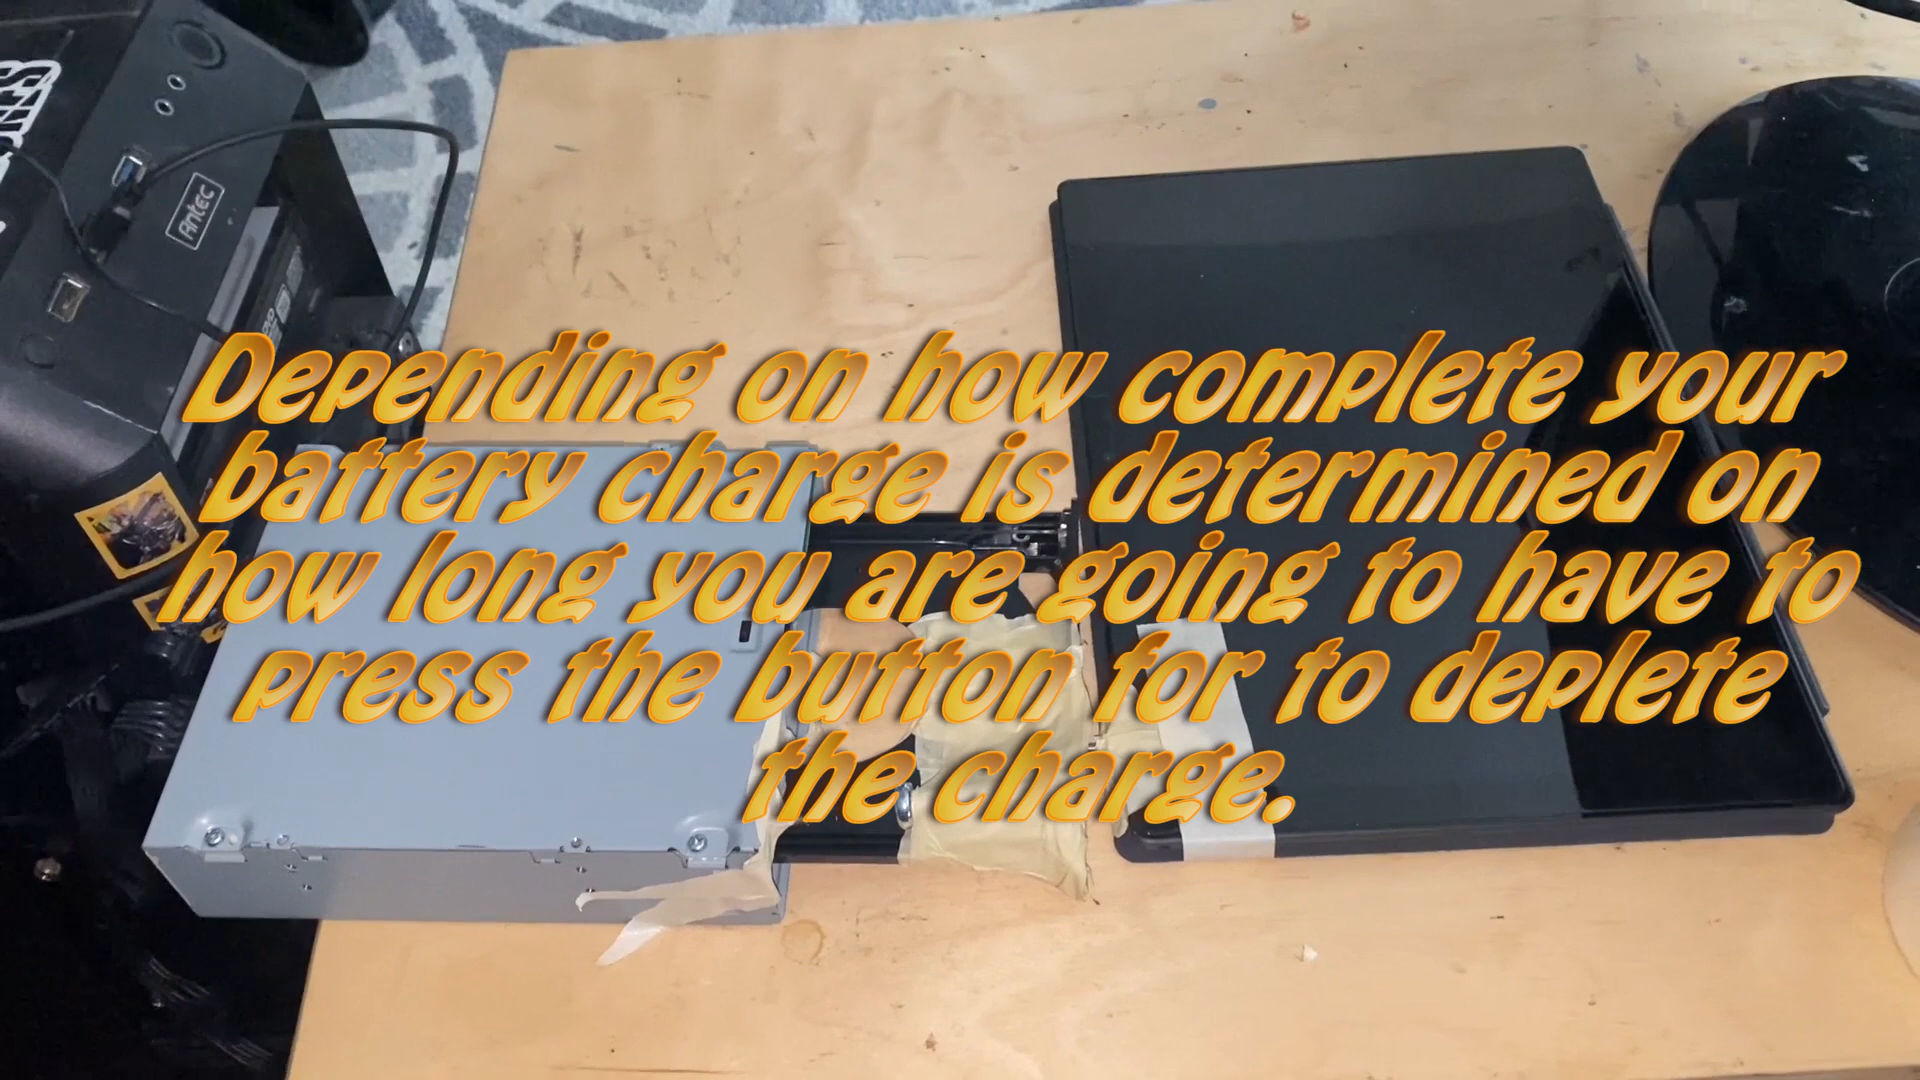 Antec
Depending on how complete your
battery charge is determined on
how long you are going to have to
press the button for to deplete
the charge.